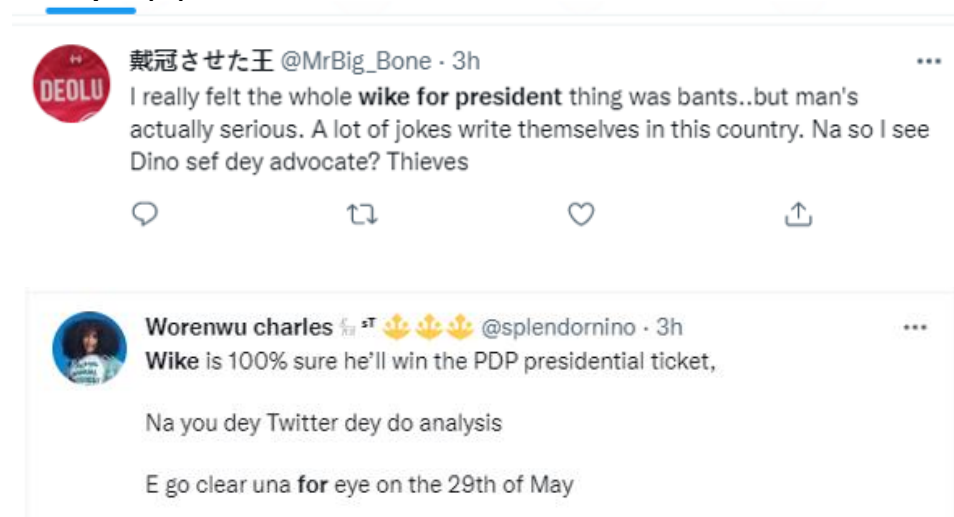 戴冠させた王 @MrBig_Bone · 3h
DEOLU
I really felt the whole wike for president thing was bants..but man's
actually serious. A lot of jokes write themselves in this country. Na so I see
Dino sef dey advocate? Thieves
Worenwu charles ST @splendornino · 3h
Wike is 100% sure he'll win the PDP presidential ticket,
Na you dey Twitter dey do analysis
E go clear una for eye on the 29th of May